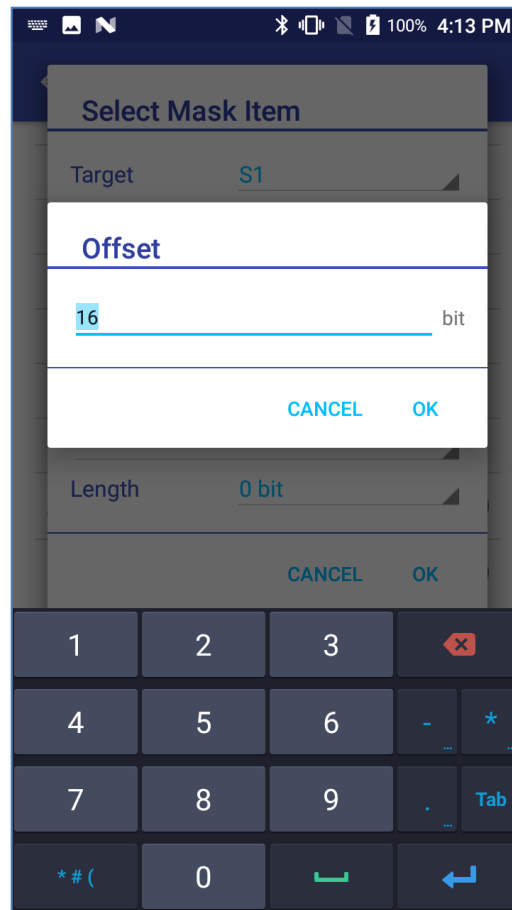 100% 4:13 PM
Select Mask Item
Target S1
Offset
16 bit
CANCEL OK
Length 0 bit
CANCEL OK
1 2 3
4 5 6 - * ... ...
7 8 9 . Tab ...
* # ( 0